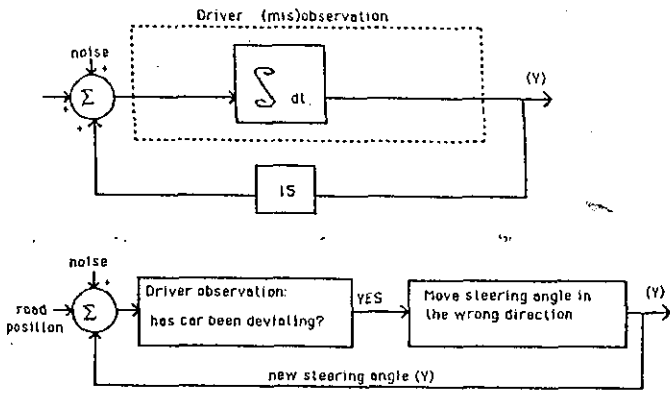 Driver (mis)observation
noise
+
Σ
+
+
∫ dt
(Y)
15
noise
+
road
position
Σ
Driver observation:
has car been deviating?
YES
Move steering angle in
the wrong direction
(Y)
new steering angle (Y)